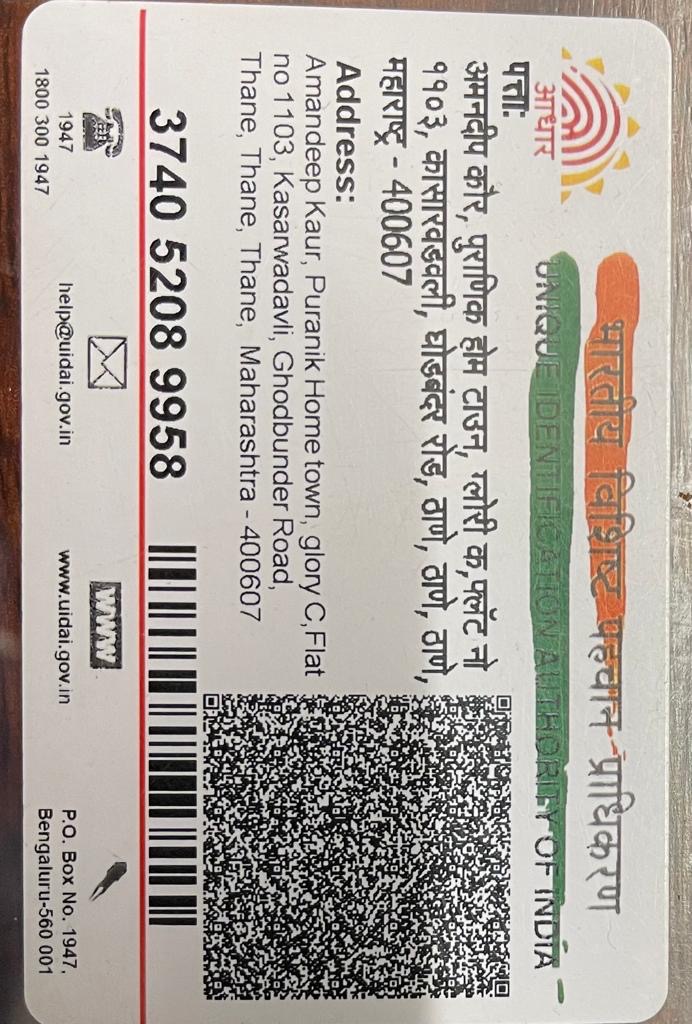 भारतीय विशिष्ट पहचान प्राधिकरण
UNIQUE IDENTIFICATION AUTHORITY OF INDIA
आधार
पत्ता:
अमनदीप कौर, पुराणिक होम टाउन, ग्लोरी क,फ्लॅट नो
११०३, कासारवडवली, घोडबंदर रोड, ठाणे, ठाणे, ठाणे,
महाराष्ट्र - 400607
Address:
Amandeep Kaur, Puranik Home town, glory C,Flat
no 1103, Kasarwadavli, Ghodbunder Road,
Thane, Thane, Thane, Maharashtra - 400607
3740 5208 9958
1947
1800 300 1947
help@uidai.gov.in
WWW
www.uidai.gov.in
P.O. Box No. 1947,
Bengaluru-560 001